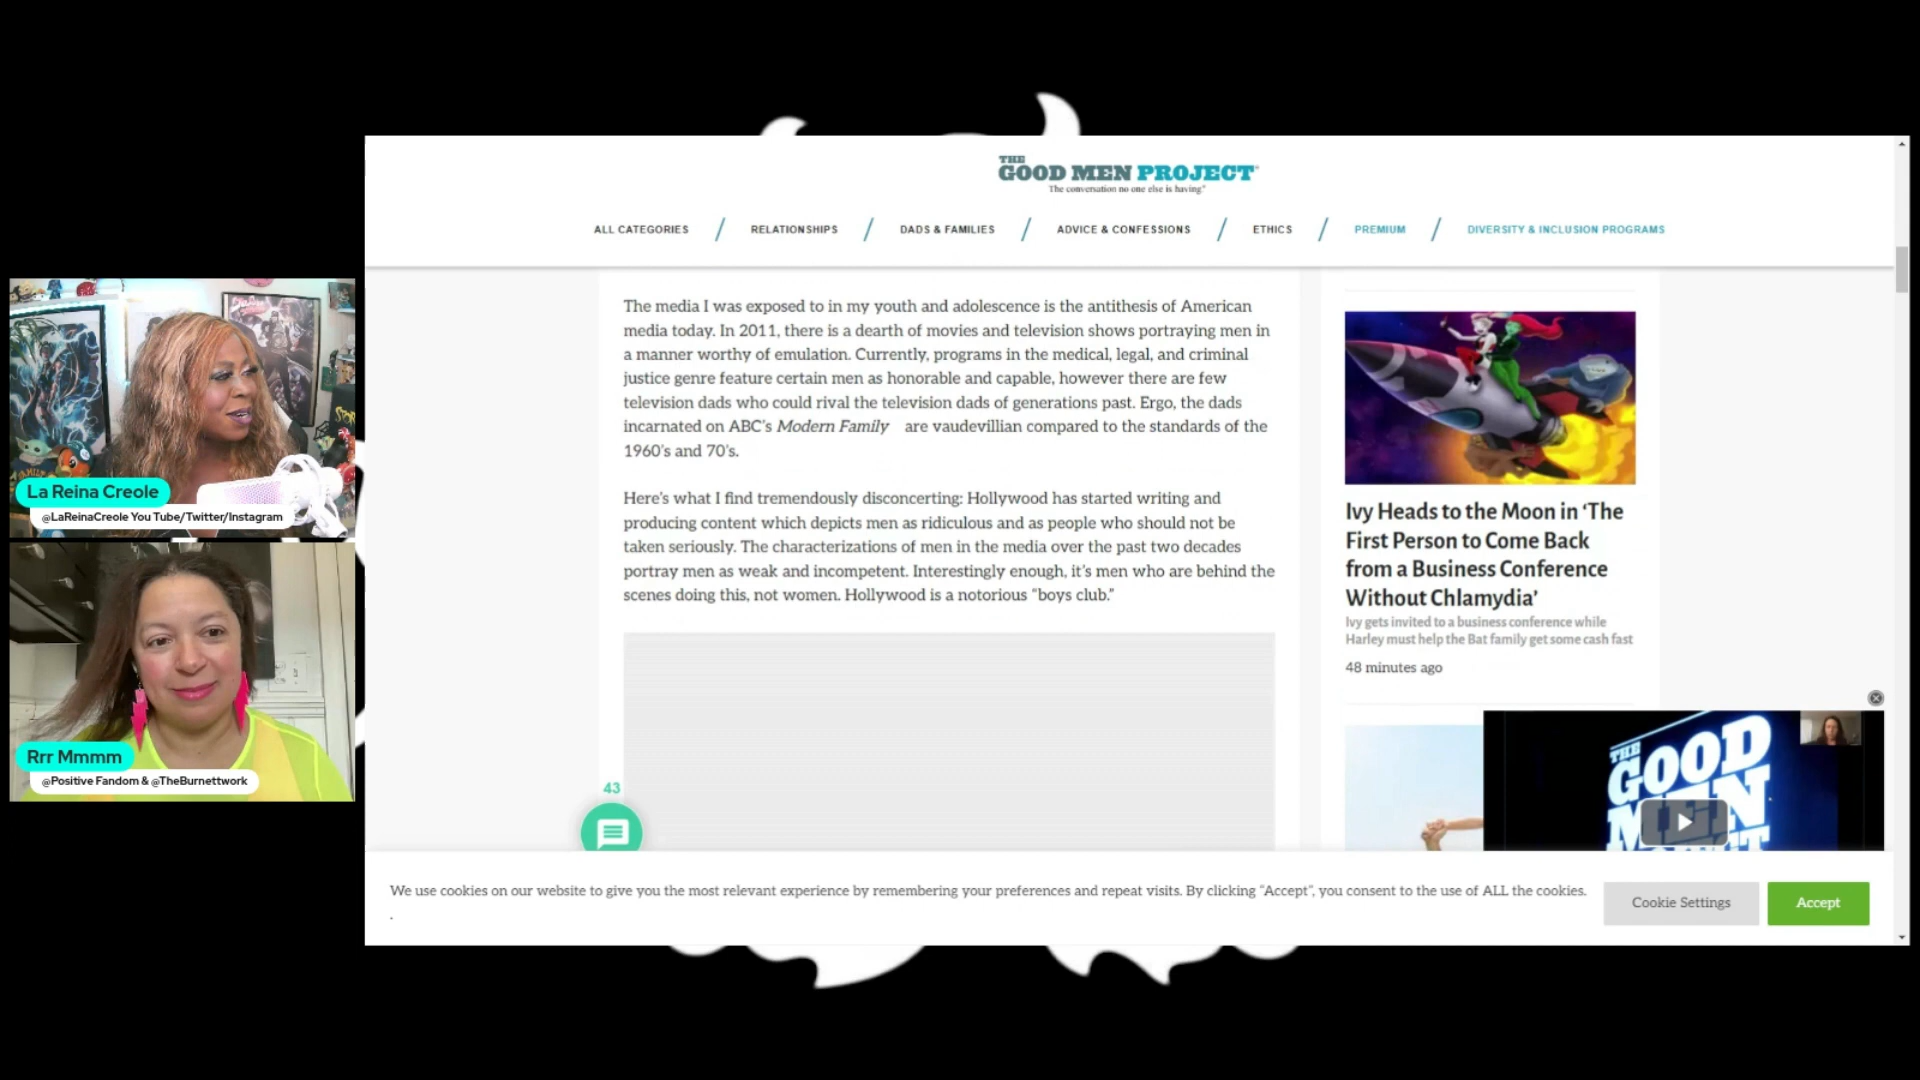 THE
GOOD MEN PROJECT
The conversation no one else is having
ALL CATEGORIES / RELATIONSHIPS / DADS & FAMILIES / ADVICE & CONFESSIONS / ETHICS / PREMIUM / DIVERSITY & INCLUSION PROGRAMS
La Reina Creole
@LaReinaCreole You Tube/Twitter/Instagram
Rrr Mmmm
@Positive Fandom & @TheBurnettwork
The media I was exposed to in my youth and adolescence is the antithesis of American
media today. In 2011, there is a dearth of movies and television shows portraying men in
a manner worthy of emulation. Currently, programs in the medical, legal, and criminal
justice genre feature certain men as honorable and capable, however there are few
television dads who could rival the television dads of generations past. Ergo, the dads
incarnated on ABC's Modern Family are vaudevillian compared to the standards of the
1960's and 70's.
Here's what I find tremendously disconcerting: Hollywood has started writing and
producing content which depicts men as ridiculous and as people who should not be
taken seriously. The characterizations of men in the media over the past two decades
portray men as weak and incompetent. Interestingly enough, it's men who are behind the
scenes doing this, not women. Hollywood is a notorious “boys club.”
43
Ivy Heads to the Moon in ‘The
First Person to Come Back
from a Business Conference
Without Chlamydia’
Ivy gets invited to a business conference while
Harley must help the Bat family get some cash fast
48 minutes ago
THE
GOOD
MEN
We use cookies on our website to give you the most relevant experience by remembering your preferences and repeat visits. By clicking “Accept”, you consent to the use of ALL the cookies.
.
Cookie Settings
Accept